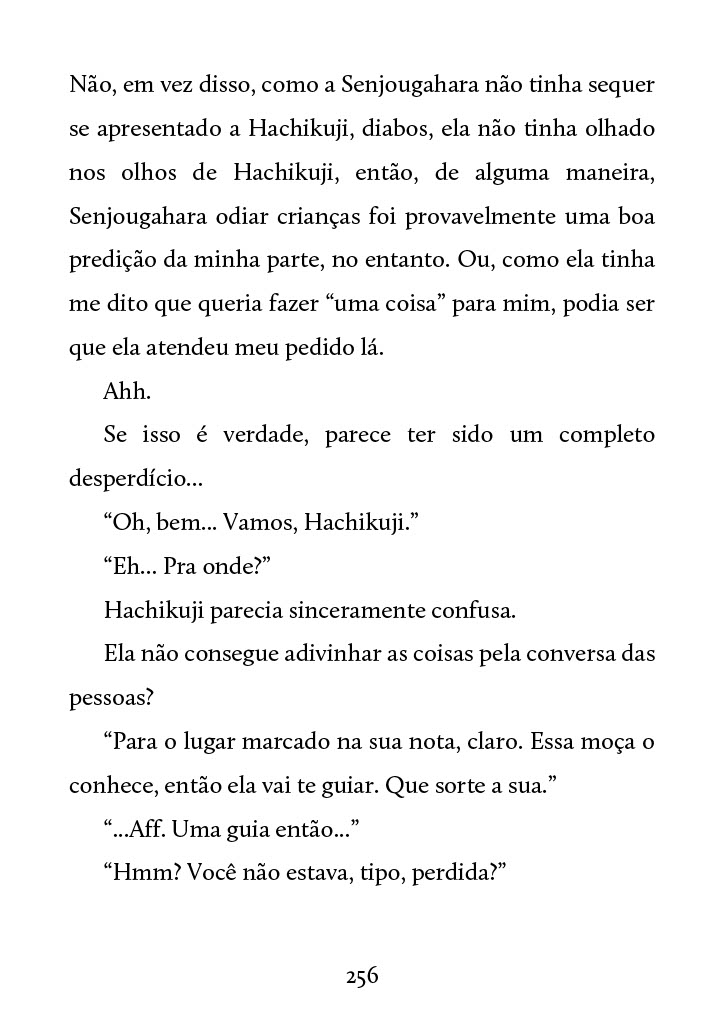 Não, em vez disso, como a Senjougahara não tinha sequer
se apresentado a Hachikuji, diabos, ela não tinha olhado
nos olhos de Hachikuji, então, de alguma maneira,
Senjougahara odiar crianças foi provavelmente uma boa
predição da minha parte, no entanto. Ou, como ela tinha
me dito que queria fazer “uma coisa” para mim, podia ser
que ela atendeu meu pedido lá.
Ahh.
Se isso é verdade, parece ter sido um completo
desperdício...
“Oh, bem... Vamos, Hachikuji.”
“Eh... Pra onde?”
Hachikuji parecia sinceramente confusa.
Ela não consegue adivinhar as coisas pela conversa das
pessoas?
“Para o lugar marcado na sua nota, claro. Essa moça o
conhece, então ela vai te guiar. Que sorte a sua.”
“...Aff. Uma guia então...”
“Hmm? Você não estava, tipo, perdida?”
256